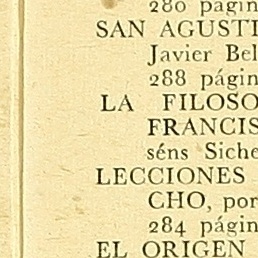 280 págin
SAN AGUSTI
Javier Bel
288 págin
LA FILOSO
FRANCIS
séns Siche
LECCIONES
CHO, por
284 págin
EL ORIGEN